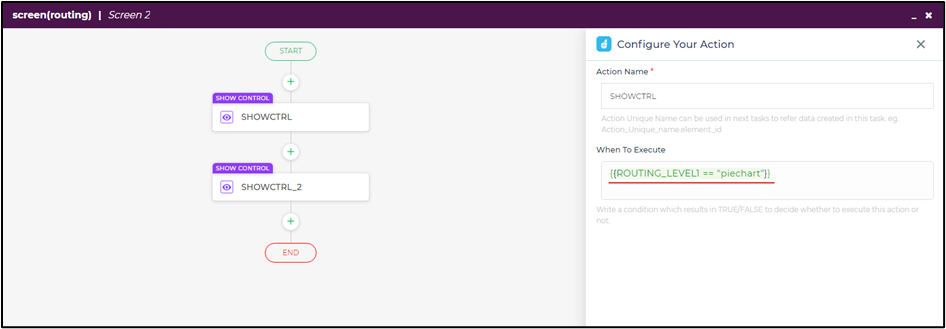 screen(routing) | Screen 2
START
SHOW CONTROL
SHOWCTRL
SHOW CONTROL
SHOWCTRL_2
END
Configure Your Action
Action Name *
SHOWCTRL
Action Unique Name can be used in next tasks to refer data created in this task. eg.
Action_Unique_name.element_id
When To Execute
{{ROUTING_LEVEL1 == "piechart"}}
Write a condition which results in TRUE/FALSE to decide whether to execute this action or
not.